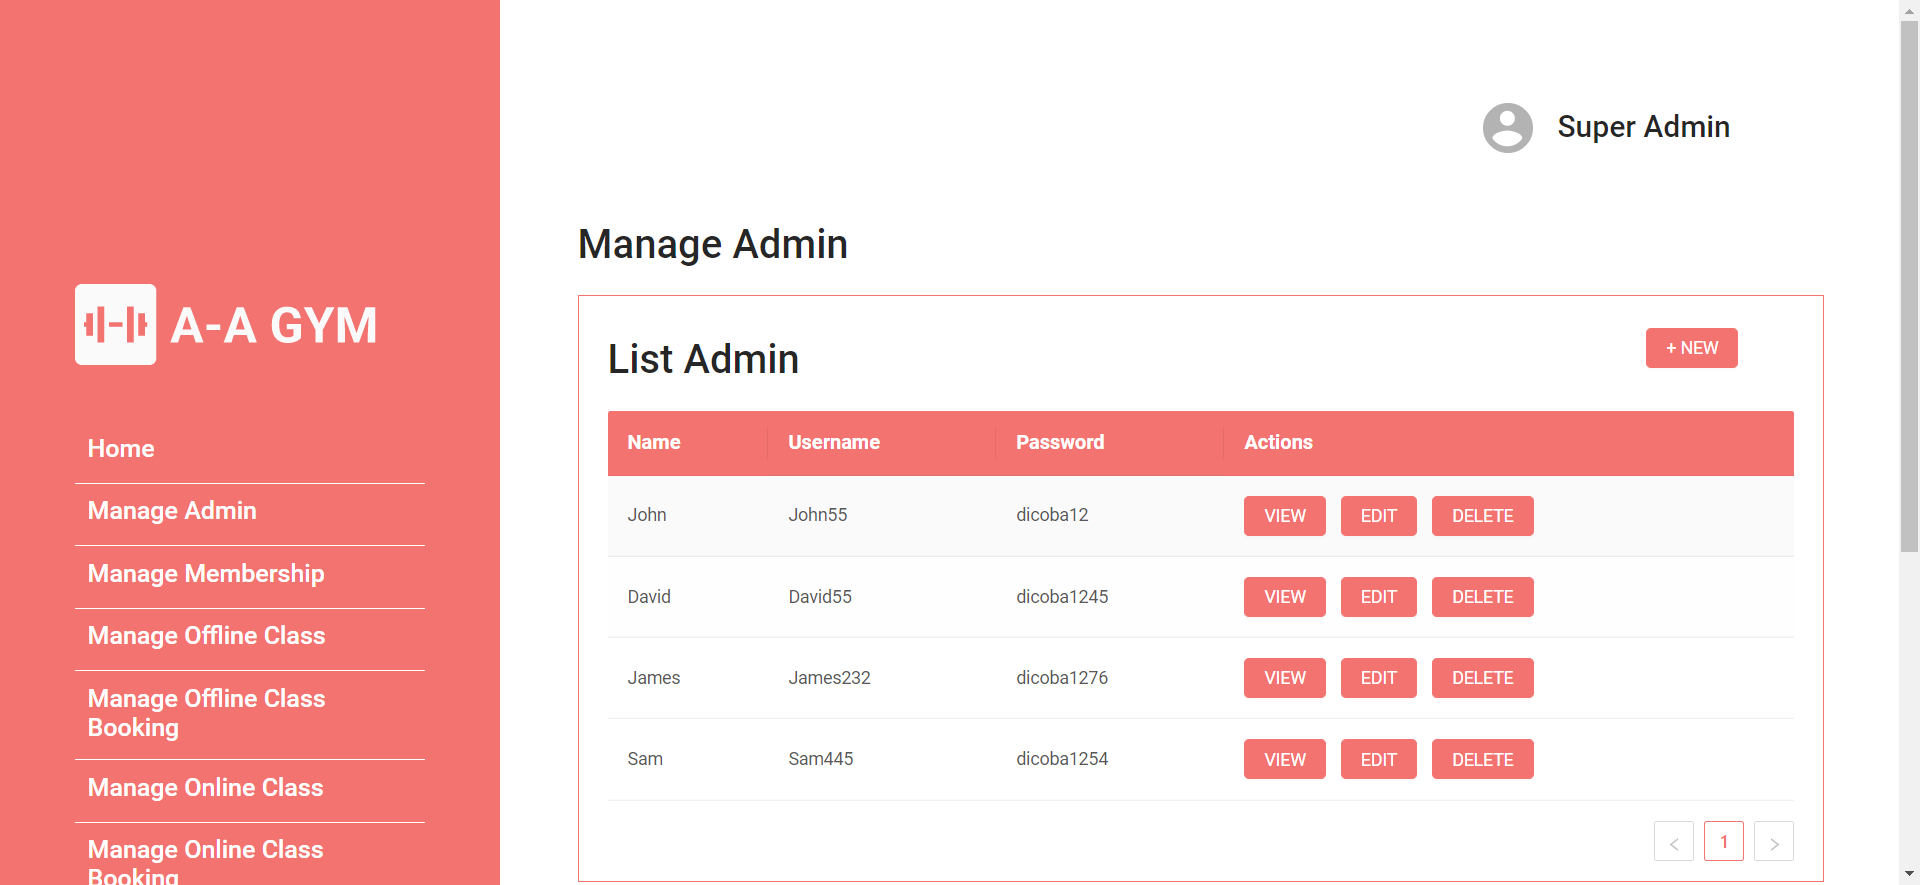 Super Admin
Manage Admin
A-A GYM
List Admin
+ NEW
Name Username Password Actions
Home
John John55 dicoba12 VIEW EDIT DELETE
Manage Admin
Manage Membership
David David55 dicoba1245 VIEW EDIT DELETE
Manage Offline Class
James James232 dicoba1276 VIEW EDIT DELETE
Manage Offline Class
Booking
Sam Sam445 dicoba1254 VIEW EDIT DELETE
Manage Online Class
Manage Online Class
Booking
< 1 >